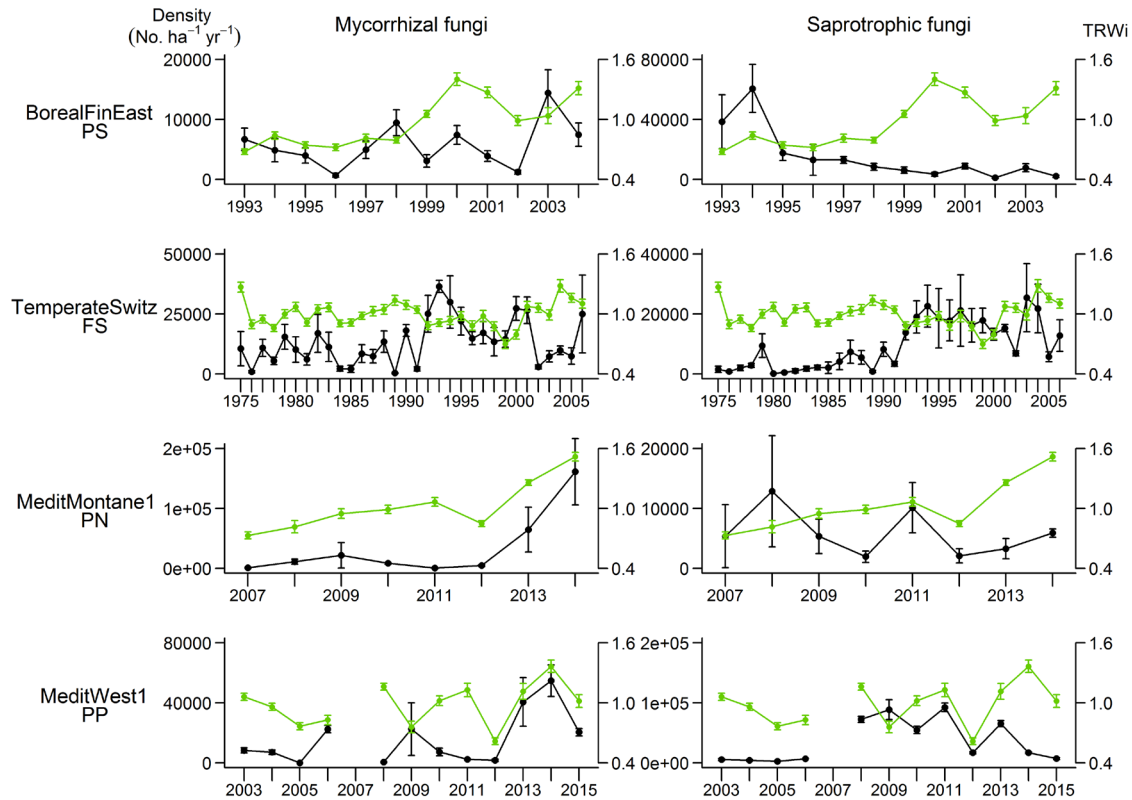 Density
(No. ha⁻¹ yr⁻¹)
Mycorrhizal fungi
Saprotrophic fungi
TRWi
BorealFinEast
PS
20000
10000
0
1.6
1.0
0.4
1993 1995 1997 1999 2001 2003
80000
40000
0
1.6
1.0
0.4
1993 1995 1997 1999 2001 2003
TemperateSwitz
FS
50000
25000
0
1.6
1.0
0.4
1975 1980 1985 1990 1995 2000 2005
40000
20000
0
1.6
1.0
0.4
1975 1980 1985 1990 1995 2000 2005
MeditMontane1
PN
2e+05
1e+05
0e+00
1.6
1.0
0.4
2007 2009 2011 2013
20000
10000
0
1.6
1.0
0.4
2007 2009 2011 2013
MeditWest1
PP
80000
40000
0
1.6
1.0
0.4
2003 2005 2007 2009 2011 2013 2015
2e+05
1e+05
0e+00
1.6
1.0
0.4
2003 2005 2007 2009 2011 2013 2015